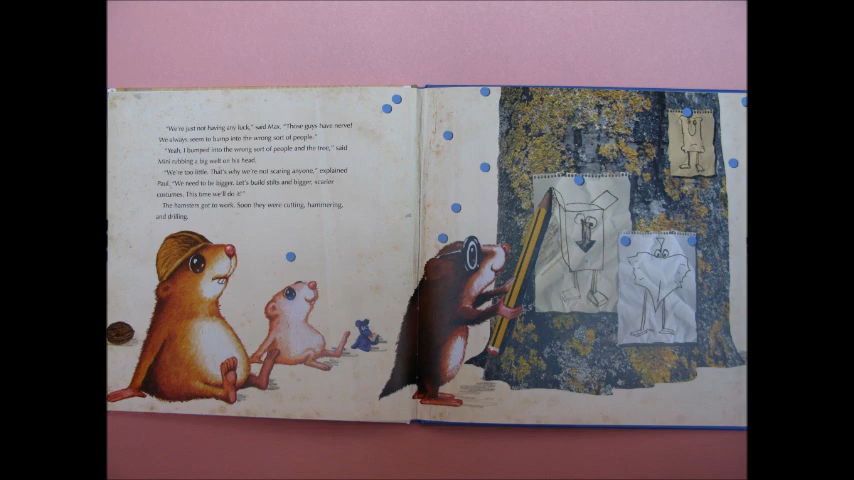 "We're just not having any luck," said Max, "Those guys have nerve!
We always seem to bump into the wrong sort of people."
"Yeah, I bumped into the wrong sort of people and the tree," said
Mini rubbing a big welt on his head.
"We're too little. That's why we're not scaring anyone," explained
Paul, "We need to be bigger. Let's build stilts and bigger, scarier
costumes. This time we'll do it!"
The hamsters got to work. Soon they were cutting, hammering,
and drilling.